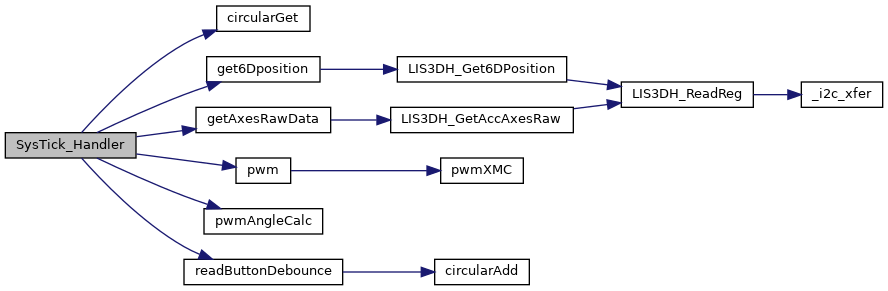 circularGet
get6Dposition
LIS3DH_Get6DPosition
LIS3DH_ReadReg
_i2c_xfer
getAxesRawData
LIS3DH_GetAccAxesRaw
SysTick_Handler
pwm
pwmXMC
pwmAngleCalc
readButtonDebounce
circularAdd